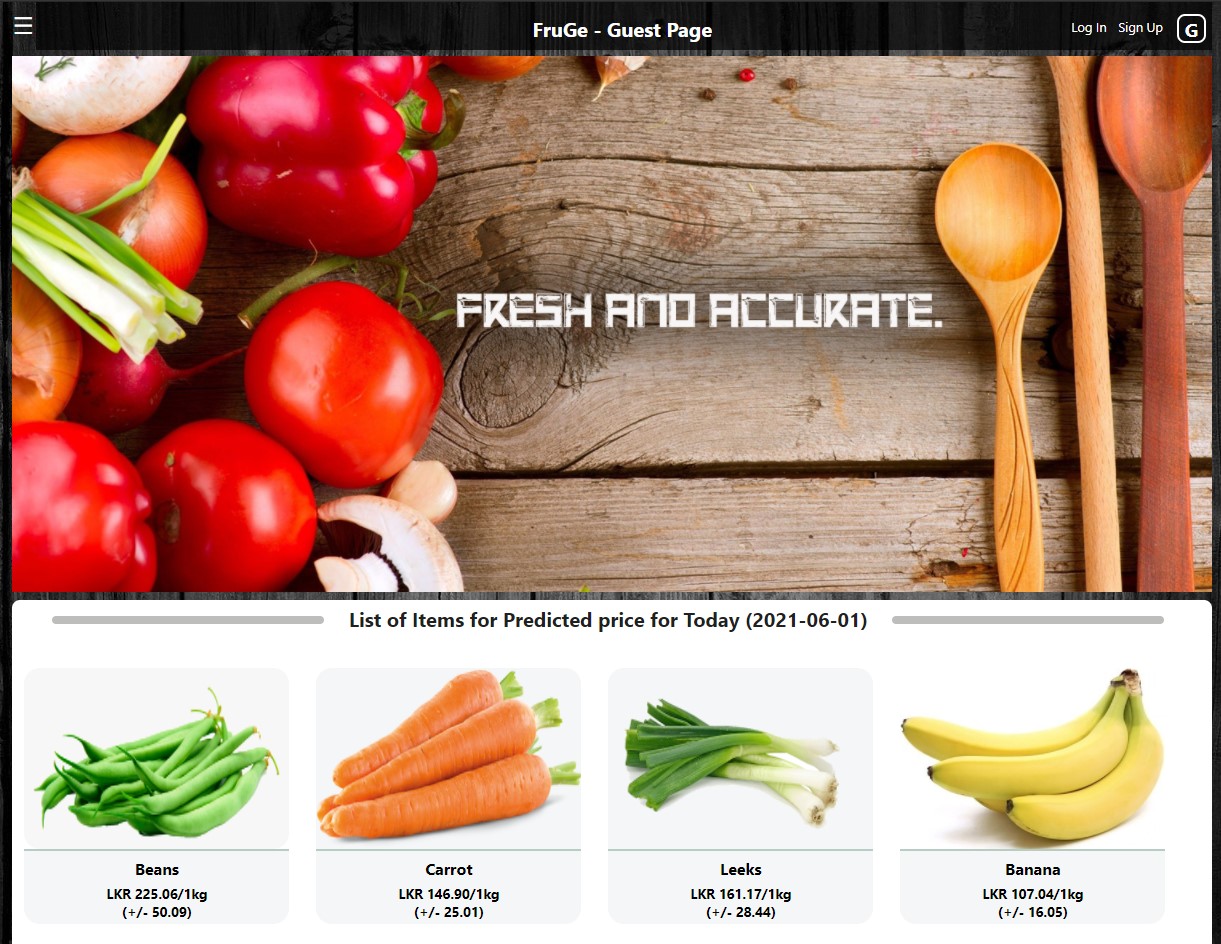 ☰ FruGe - Guest Page Log In Sign Up G
FRESH AND ACCURATE.
List of Items for Predicted price for Today (2021-06-01)
Beans
LKR 225.06/1kg
(+/- 50.09)
Carrot
LKR 146.90/1kg
(+/- 25.01)
Leeks
LKR 161.17/1kg
(+/- 28.44)
Banana
LKR 107.04/1kg
(+/- 16.05)